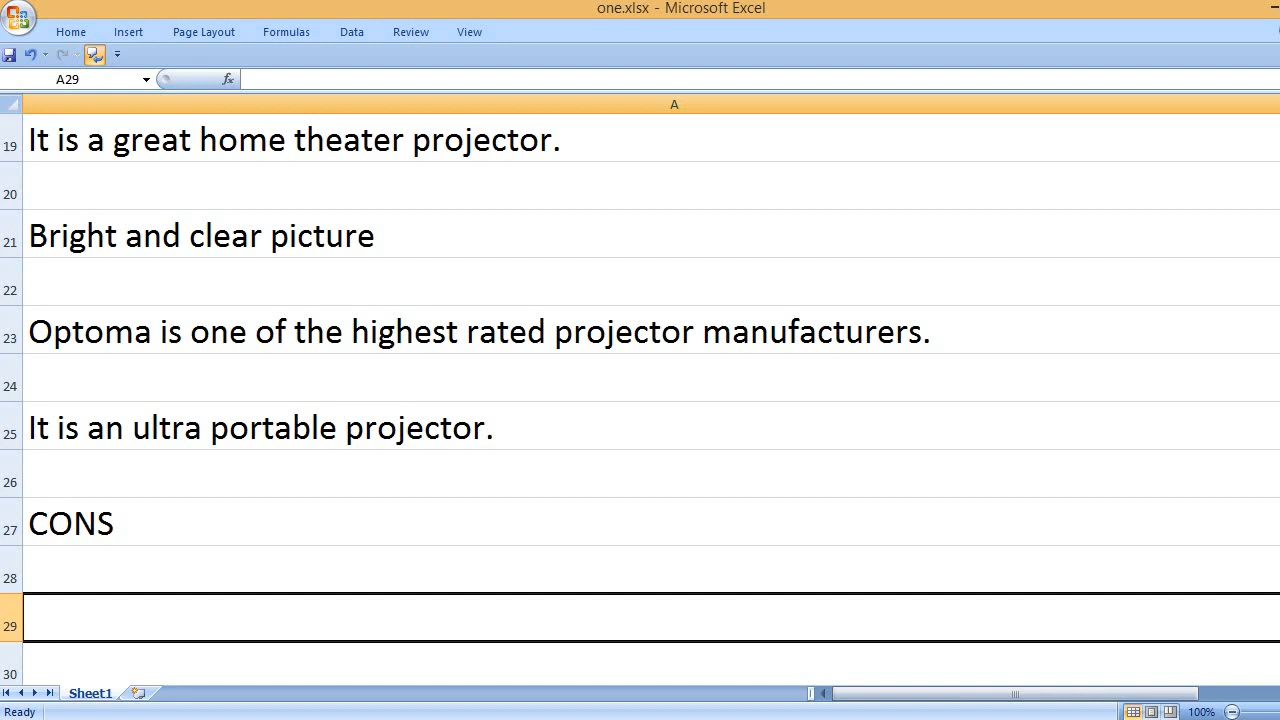 one.xlsx - Microsoft Excel
Home Insert Page Layout Formulas Data Review View
A29 fx
A
19 It is a great home theater projector.
20
21 Bright and clear picture
22
23 Optoma is one of the highest rated projector manufacturers.
24
25 It is an ultra portable projector.
26
27 CONS
28
29
30
Sheet1
Ready 100%